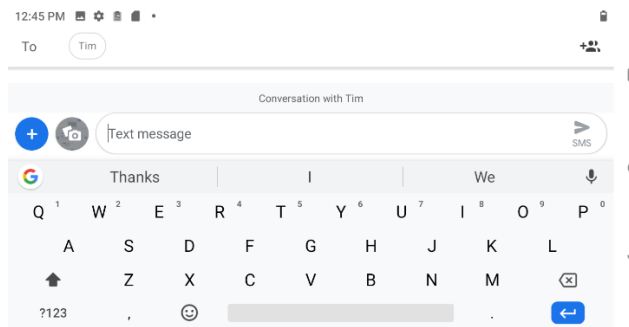 12:45 PM
To Tim
Conversation with Tim
Text message
SMS
G Thanks I We
Q 1 W 2 E 3 R 4 T 5 Y 6 U 7 I 8 O 9 P 0
A S D F G H J K L
Z X C V B N M
?123 , .